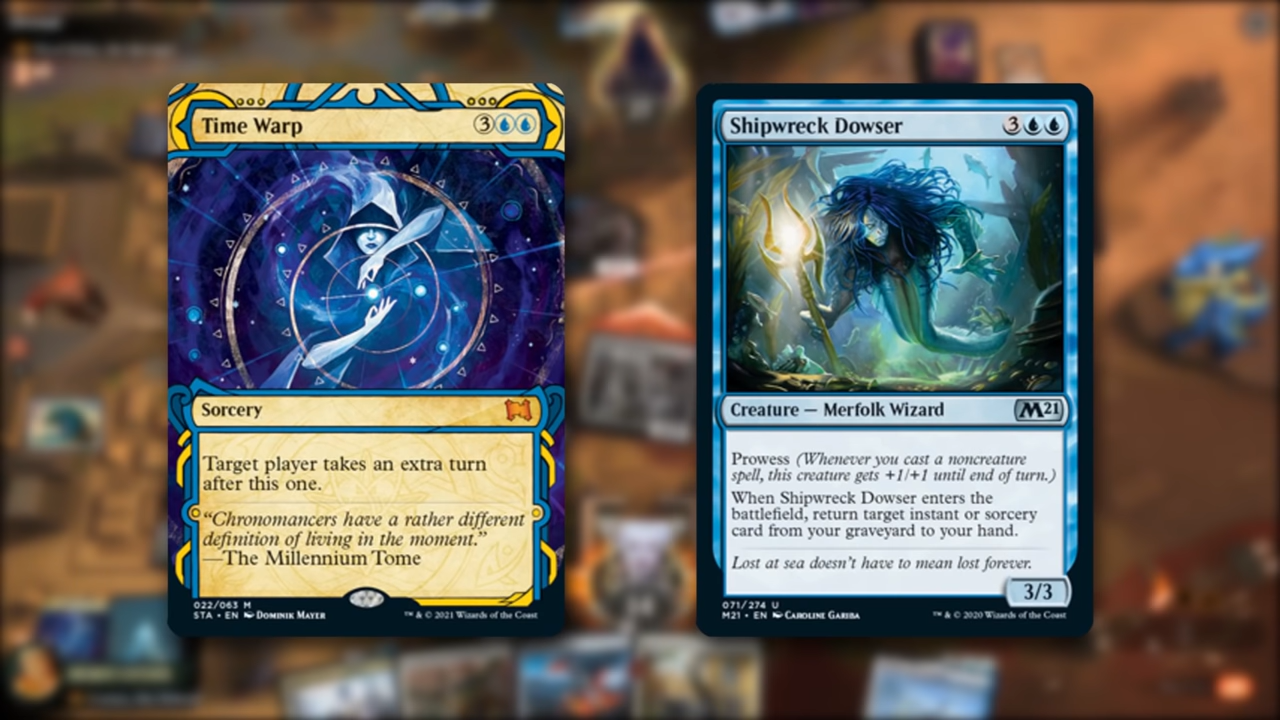 Time Warp 3
Sorcery
Target player takes an extra turn
after this one.
“Chronomancers have a rather different
definition of living in the moment.”
—The Millennium Tome
022/063 M
STA • EN Dominik Mayer
™ & © 2021 Wizards of the Coast
Shipwreck Dowser 3
Creature — Merfolk Wizard M21
Prowess (Whenever you cast a noncreature
spell, this creature gets +1/+1 until end of turn.)
When Shipwreck Dowser enters the
battlefield, return target instant or sorcery
card from your graveyard to your hand.
Lost at sea doesn’t have to mean lost forever.
3/3
071/274 U
M21 • EN Caroline Gariba
™ & © 2020 Wizards of the Coast